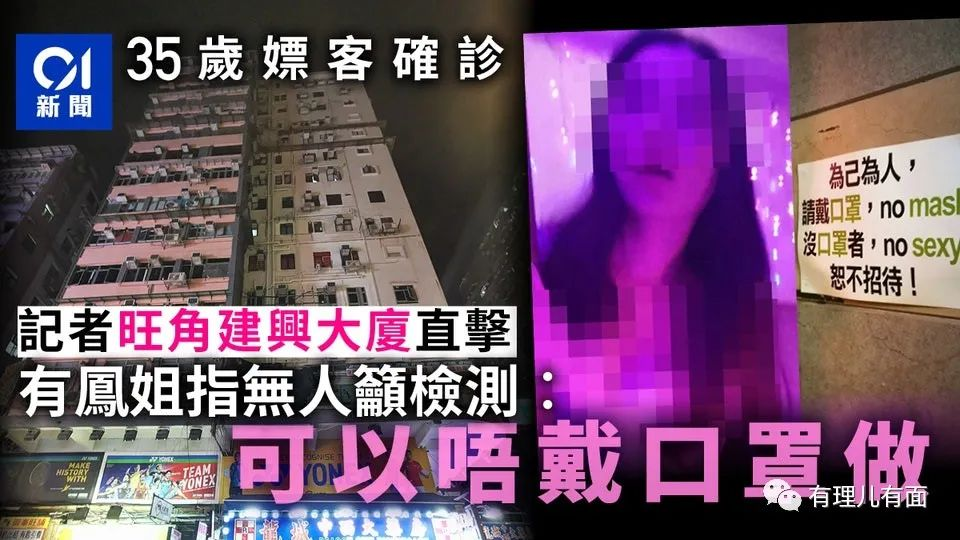 01
新聞
35歲嫖客確診
為己為人，
請戴口罩，no mask
沒口罩者，no sexy
恕不招待！
記者旺角建興大廈直擊
有鳳姐指無人籲檢測：
可以唔戴口罩做
YONEX
MAKE
HISTORY
WITH
YONEX
TEAM
YONEX
YONEX
有理儿有面